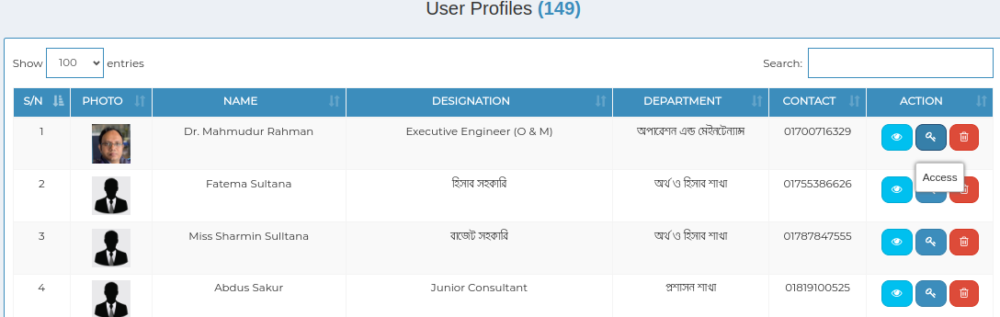 User Profiles (149)
Show 100 entries Search:
S/N PHOTO NAME DESIGNATION DEPARTMENT CONTACT ACTION
1 Dr. Mahmudur Rahman Executive Engineer (O & M) অপারেশন এন্ড মেইনটেন্যান্স 01700716329
Access
2 Fatema Sultana হিসাব সহকারি অর্থ ও হিসাব শাখা 01755386626
3 Miss Sharmin Sulltana বাজেট সহকারি অর্থ ও হিসাব শাখা 01787847555
4 Abdus Sakur Junior Consultant প্রশাসন শাখা 01819100525